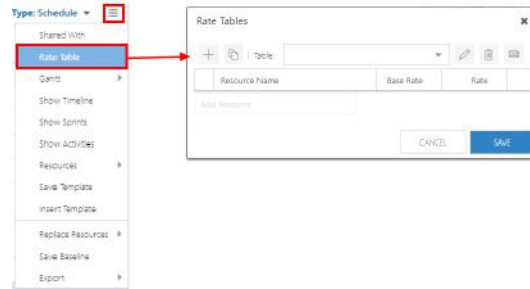 Type: Schedule
Shared With
Rate Table
Gantt
Show Timeline
Show Sprints
Show Activities
Resources
Save Template
Insert Template
Replace Resources
Save Baseline
Export
Rate Tables
Table
Resource Name Base Rate Rate
Add Resource
CANCEL SAVE